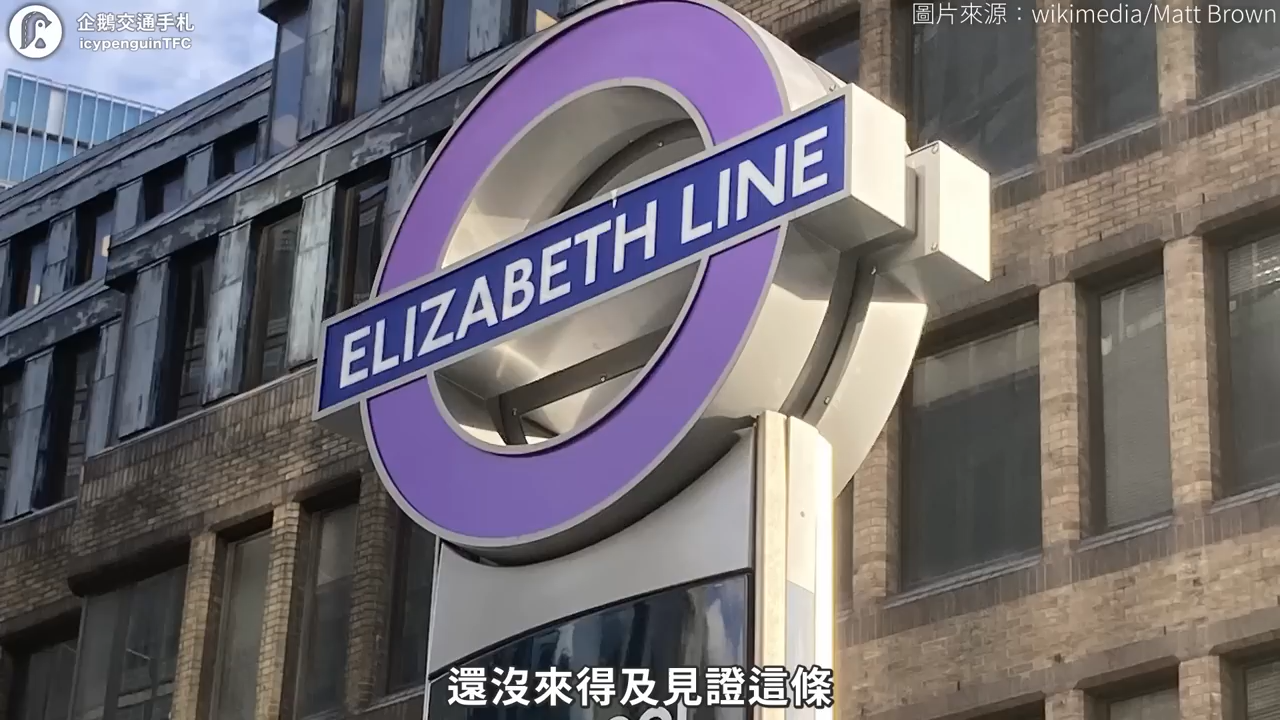 企鵝交通手札
icypenguinTFC
圖片來源：wikimedia/Matt Brown
ELIZABETH LINE
還沒來得及見證這條